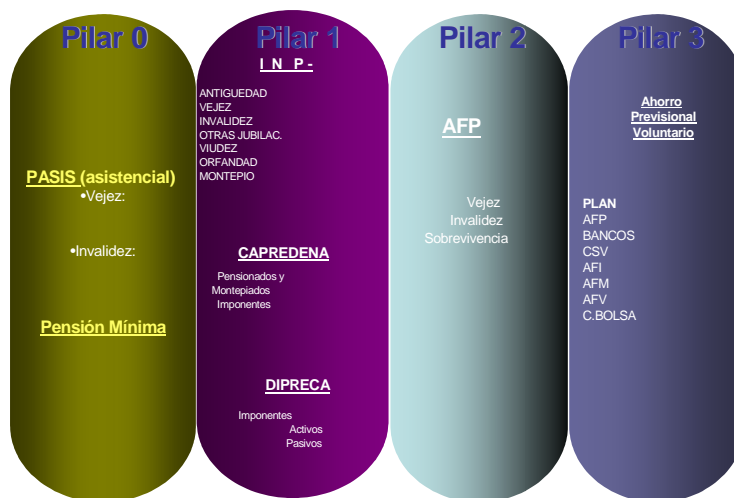 Pilar 0
PASIS (asistencial)
•Vejez:
•Invalidez:
Pensión Mínima
Pilar 1
I N P-
ANTIGUEDAD
VEJEZ
INVALIDEZ
OTRAS JUBILAC.
VIUDEZ
ORFANDAD
MONTEPIO
CAPREDENA
Pensionados y
Montepiados
Imponentes
DIPRECA
Imponentes
Activos
Pasivos
Pilar 2
AFP
Vejez
Invalidez
Sobrevivencia
Pilar 3
Ahorro
Previsional
Voluntario
PLAN
AFP
BANCOS
CSV
AFI
AFM
AFV
C.BOLSA